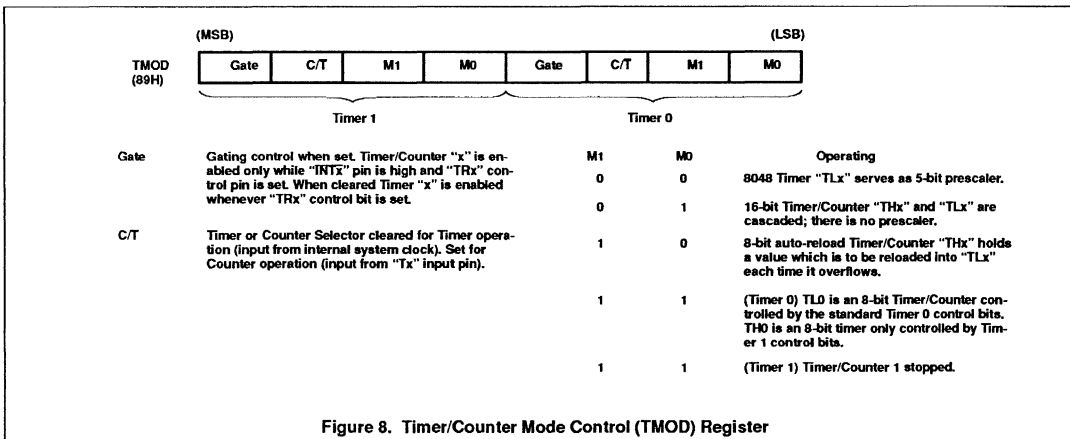 (MSB) (LSB)
TMOD Gate C/T M1 M0 Gate C/T M1 M0
(89H)
Timer 1 Timer 0
Gate Gating control when set. Timer/Counter "x" is en-
abled only while "INTx" pin is high and "TRx" con-
trol pin is set. When cleared Timer "x" is enabled
whenever "TRx" control bit is set.
C/T Timer or Counter Selector cleared for Timer opera-
tion (input from internal system clock). Set for
Counter operation (input from "Tx" input pin).
M1 M0 Operating
0 0 8048 Timer "TLx" serves as 5-bit prescaler.
0 1 16-bit Timer/Counter "THx" and "TLx" are
cascaded; there is no prescaler.
1 0 8-bit auto-reload Timer/Counter "THx" holds
a value which is to be reloaded into "TLx"
each time it overflows.
1 1 (Timer 0) TL0 is an 8-bit Timer/Counter con-
trolled by the standard Timer 0 control bits.
TH0 is an 8-bit timer only controlled by Tim-
er 1 control bits.
1 1 (Timer 1) Timer/Counter 1 stopped.
Figure 8. Timer/Counter Mode Control (TMOD) Register